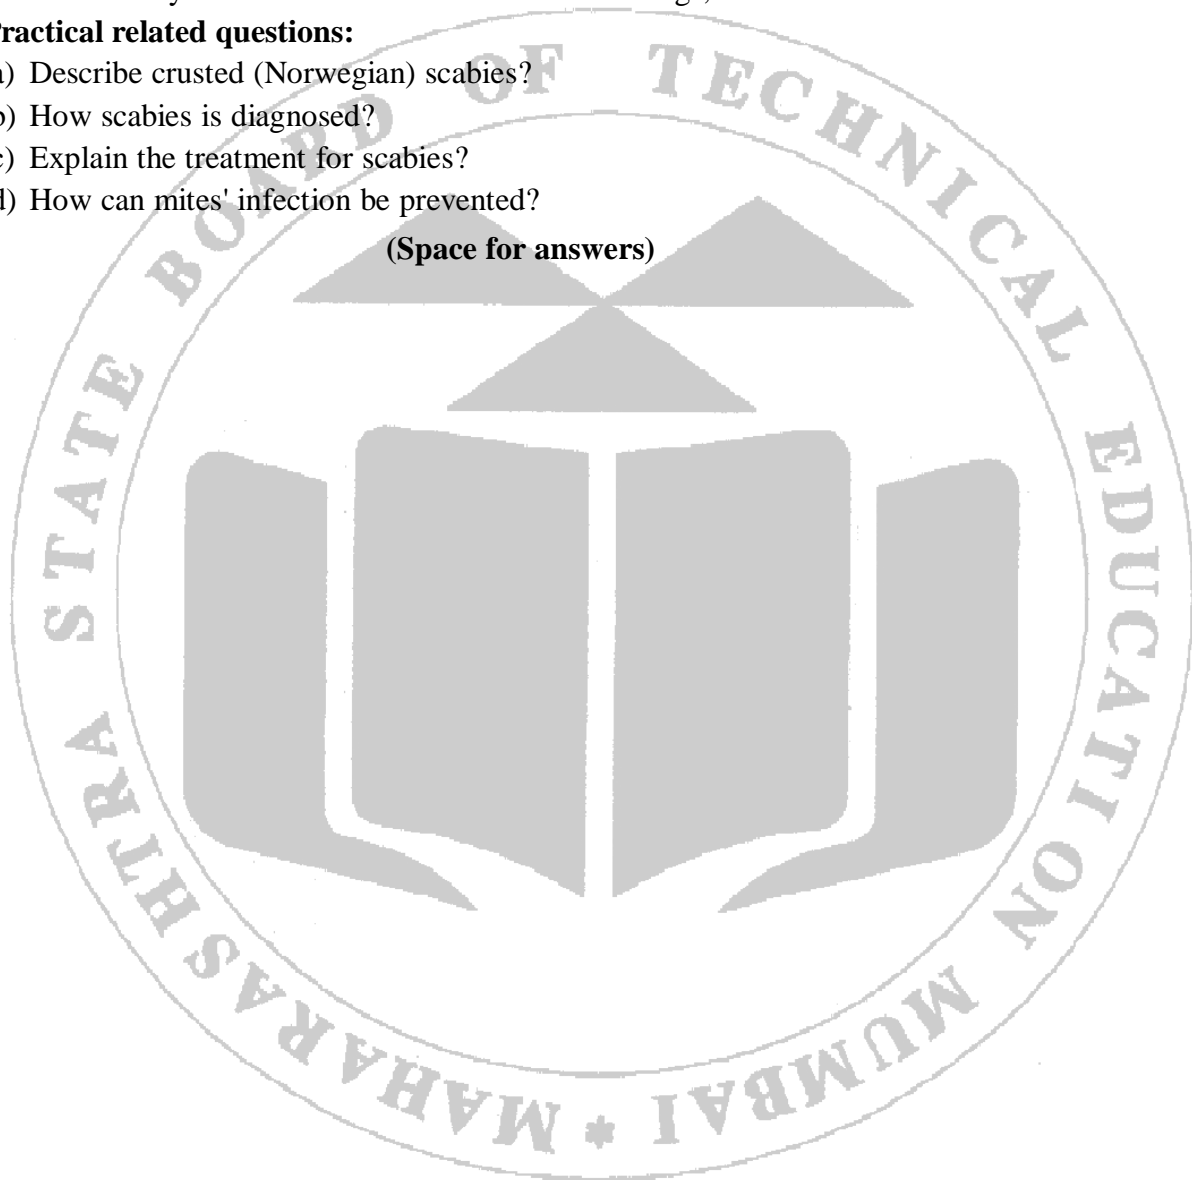 Practical related questions:
a) Describe crusted (Norwegian) scabies?
b) How scabies is diagnosed?
c) Explain the treatment for scabies?
d) How can mites' infection be prevented?
(Space for answers)
MAHARASHTRA STATE BOARD OF TECHNICAL EDUCATION MUMBAI *